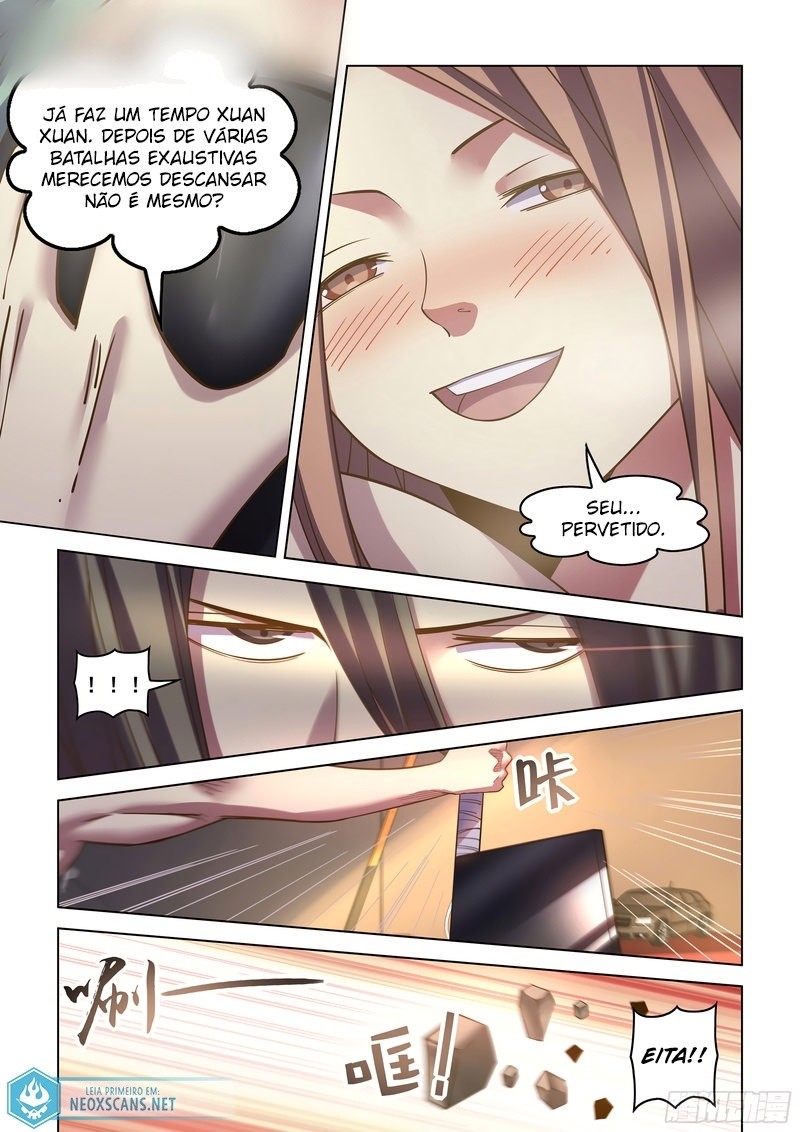 JÁ FAZ UM TEMPO XUAN
XUAN. DEPOIS DE VÁRIAS
BATALHAS EXAUSTIVAS
MERECEMOS DESCANSAR
NÃO É MESMO?
SEU...
PERVETIDO.
!!!
咔
唰——
哐!
EITA!!
LEIA PRIMEIRO EM:
NEOXSCANS.NET